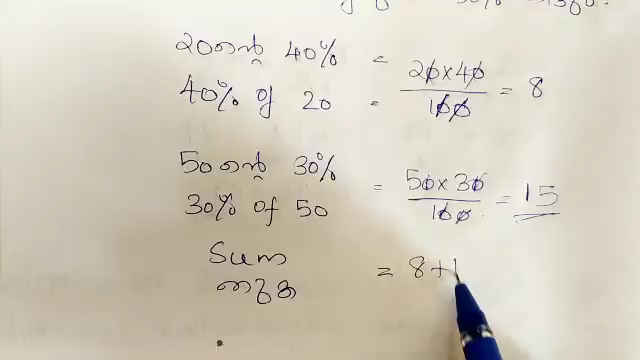 30%
20ന്റെ 40%
40% of 20 = 20×40/100 = 8
50ന്റെ 30%
30% of 50 = 50×30/100 = 15
Sum
തുക = 8+1